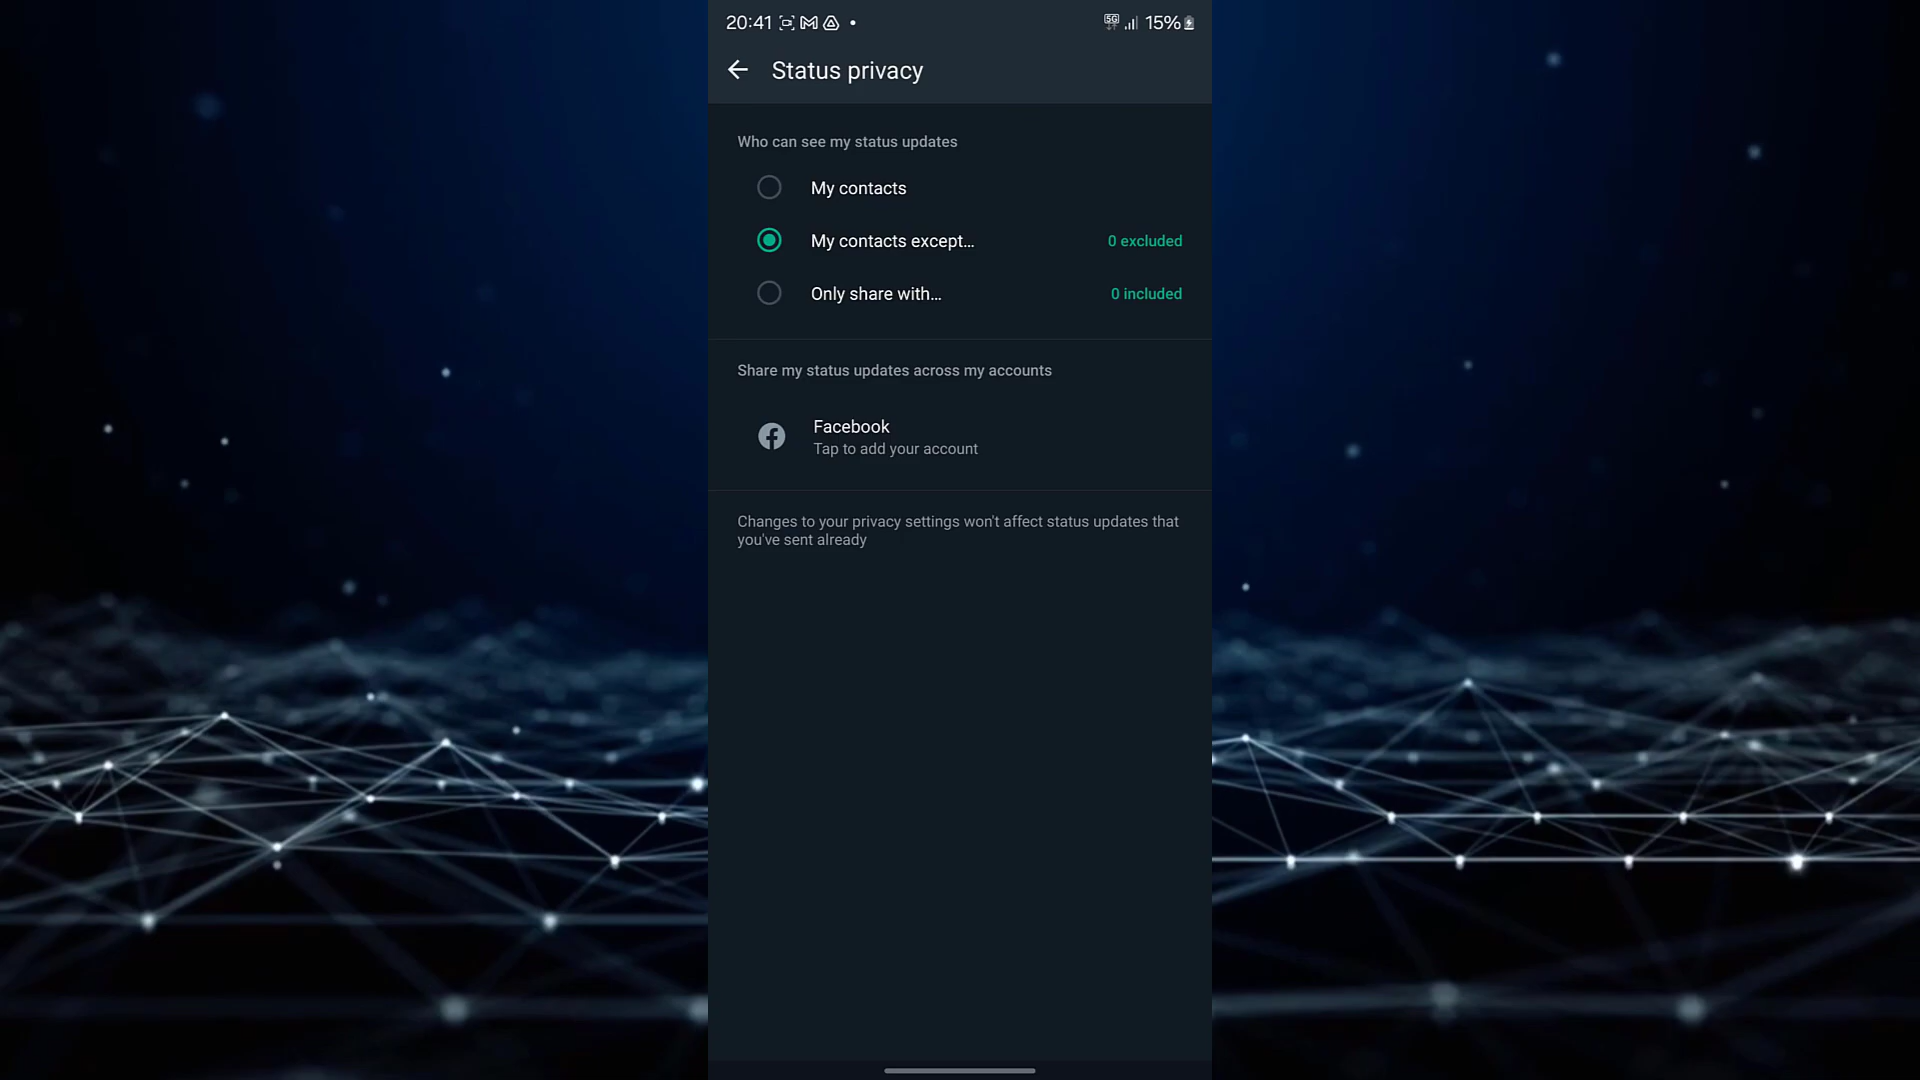 20:41
5G 15%
Status privacy
Who can see my status updates
My contacts
My contacts except... 0 excluded
Only share with... 0 included
Share my status updates across my accounts
Facebook
Tap to add your account
Changes to your privacy settings won't affect status updates that
you've sent already